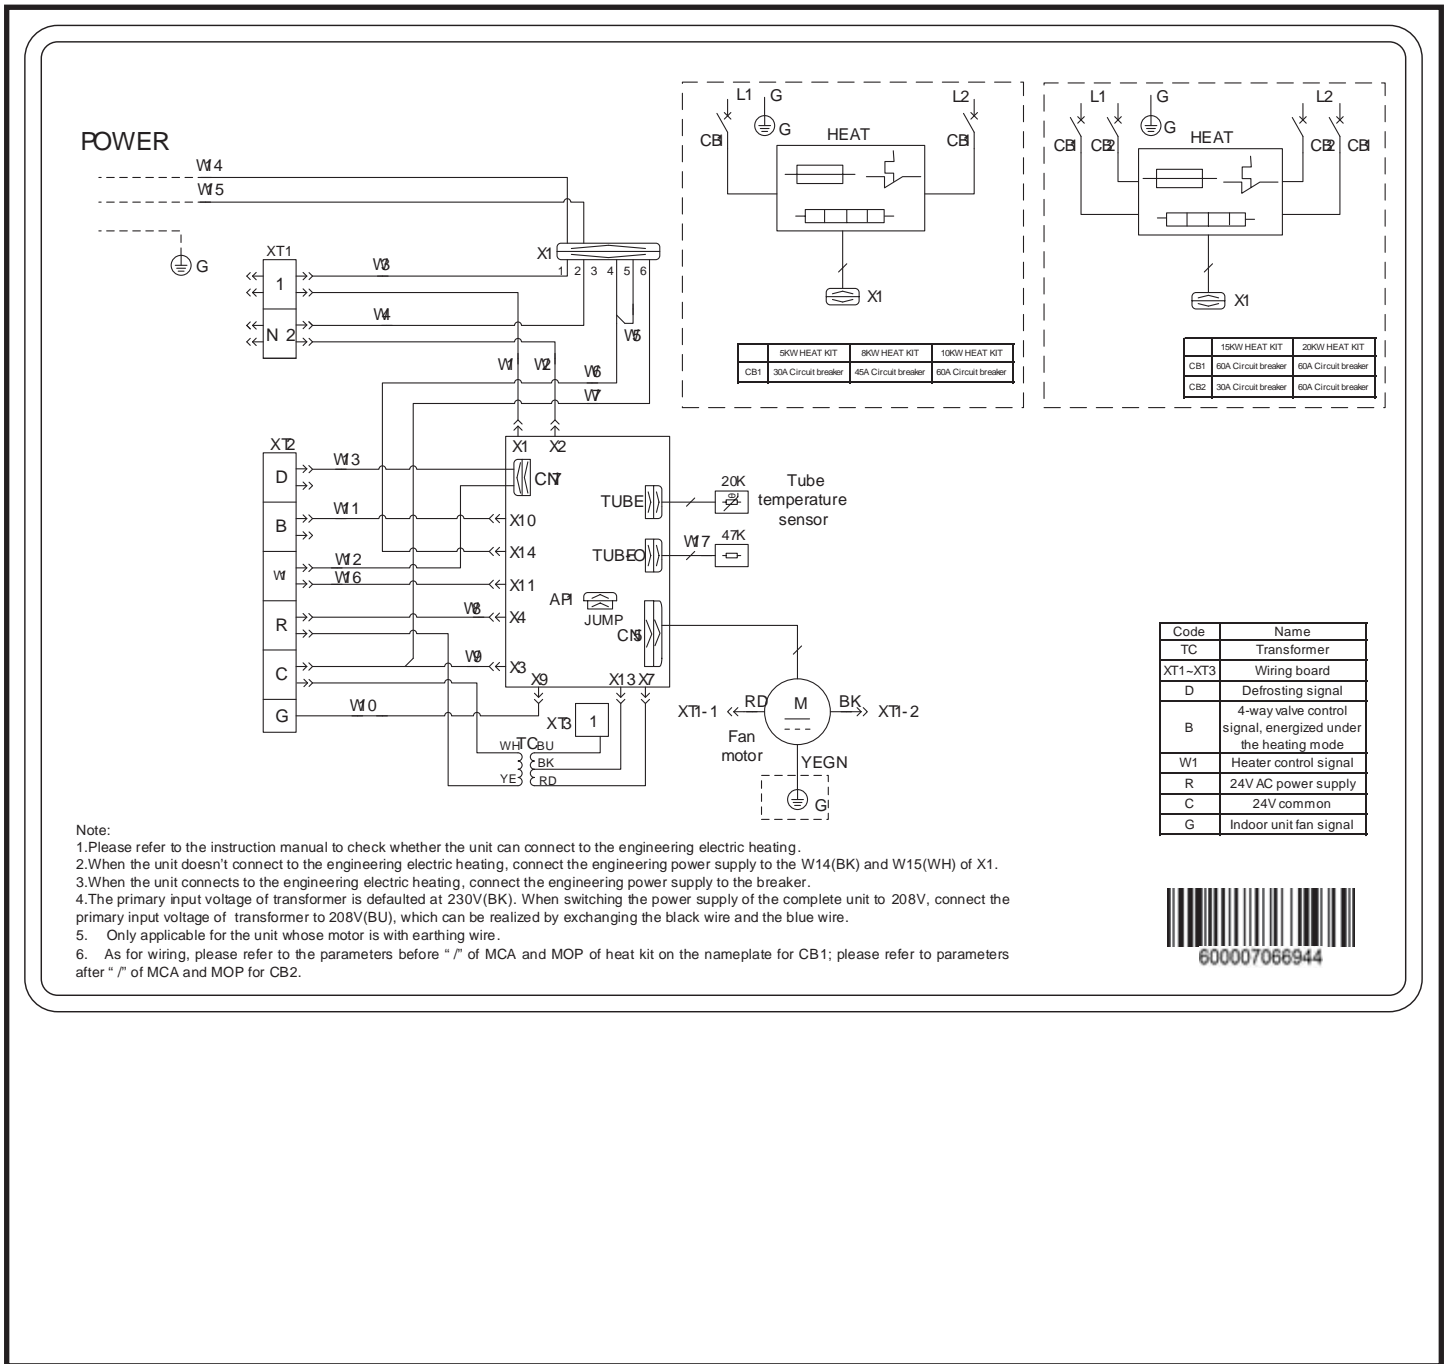 POWER
W14
W15
G
XT1
1
N 2
W3
W4
X1
1 2 3 4 5 6
W5
W1 W2
W6
W7
L1 G L2
G
CB1 HEAT CB1
X1
5KW HEAT KIT 8KW HEAT KIT 10KW HEAT KIT
CB1 30A Circuit breaker 45A Circuit breaker 60A Circuit breaker
L1 G L2
G
CB1 CB2 HEAT CB2 CB1
X1
15KW HEAT KIT 20KW HEAT KIT
CB1 60A Circuit breaker 60A Circuit breaker
CB2 30A Circuit breaker 60A Circuit breaker
XT2
D
B
W1
R
C
G
W13
W11
W12
W16
W8
W9
W10
X1 X2
CN7
X10
X14
X11
X4
X3
X9 X13 X7
TUBE
TUBE-O
AP1
JUMP
CN5
20K
Tube
temperature
sensor
W17
47K
XT3 1
TC
WH BU
BK
YE RD
XT1-1 RD M BK XT1-2
Fan
motor
YEGN
G
Code Name
TC Transformer
XT1~XT3 Wiring board
D Defrosting signal
B 4-way valve control
signal, energized under
the heating mode
W1 Heater control signal
R 24V AC power supply
C 24V common
G Indoor unit fan signal
Note:
1.Please refer to the instruction manual to check whether the unit can connect to the engineering electric heating.
2.When the unit doesn't connect to the engineering electric heating, connect the engineering power supply to the W14(BK) and W15(WH) of X1.
3.When the unit connects to the engineering electric heating, connect the engineering power supply to the breaker.
4.The primary input voltage of transformer is defaulted at 230V(BK). When switching the power supply of the complete unit to 208V, connect the
primary input voltage of transformer to 208V(BU), which can be realized by exchanging the black wire and the blue wire.
5. Only applicable for the unit whose motor is with earthing wire.
6. As for wiring, please refer to the parameters before “ /” of MCA and MOP of heat kit on the nameplate for CB1; please refer to parameters
after “ /” of MCA and MOP for CB2.
600007066944